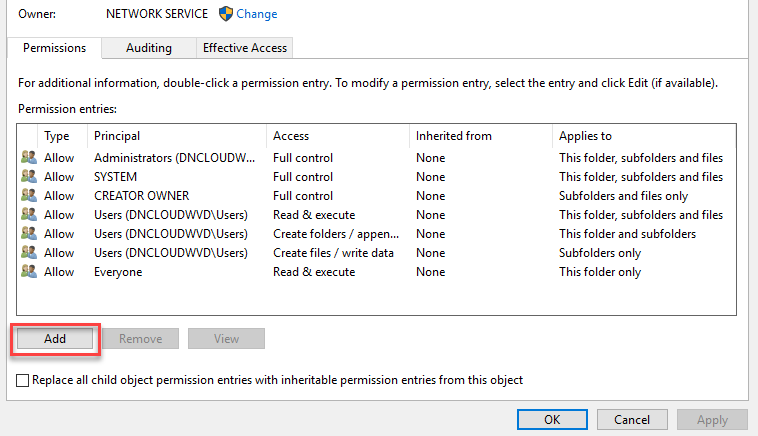 Owner: NETWORK SERVICE Change
Permissions Auditing Effective Access
For additional information, double-click a permission entry. To modify a permission entry, select the entry and click Edit (if available).
Permission entries:
Type Principal Access Inherited from Applies to
Allow Administrators (DNCLOUDW... Full control None This folder, subfolders and files
Allow SYSTEM Full control None This folder, subfolders and files
Allow CREATOR OWNER Full control None Subfolders and files only
Allow Users (DNCLOUDWVD\Users) Read & execute None This folder, subfolders and files
Allow Users (DNCLOUDWVD\Users) Create folders / appen... None This folder and subfolders
Allow Users (DNCLOUDWVD\Users) Create files / write data None Subfolders only
Allow Everyone Read & execute None This folder only
Add Remove View
Replace all child object permission entries with inheritable permission entries from this object
OK Cancel Apply